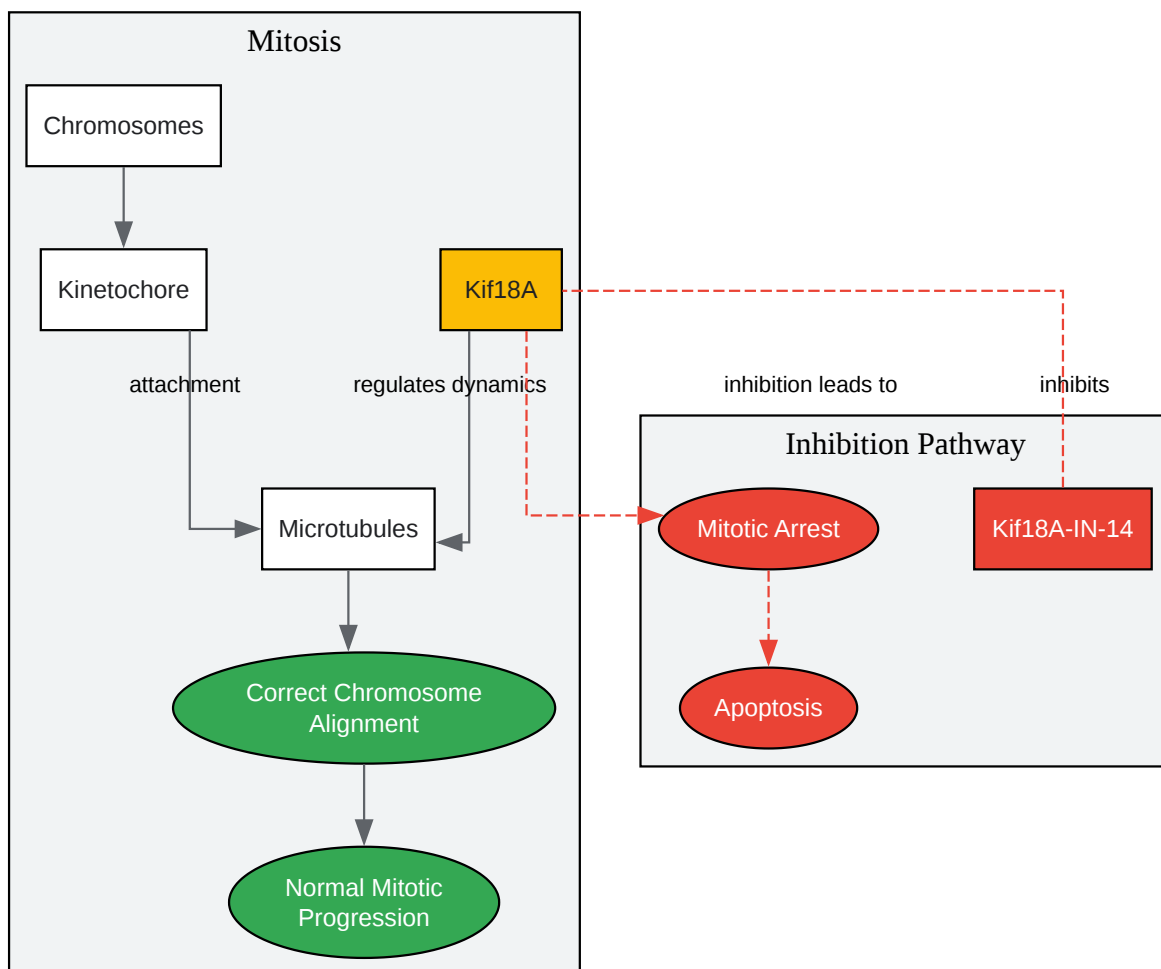 Mitosis
Chromosomes
Kinetochore
Kif18A
attachment
regulates dynamics
inhibition leads to
inhibits
Inhibition Pathway
Microtubules
Mitotic Arrest
Kif18A-IN-14
Correct Chromosome
Alignment
Apoptosis
Normal Mitotic
Progression